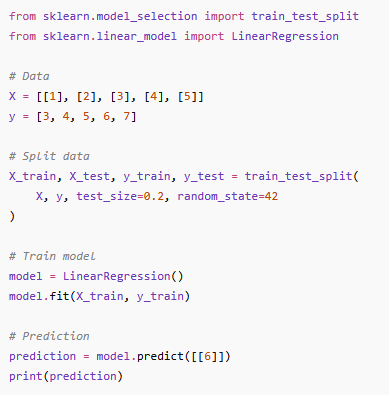 from sklearn.model_selection import train_test_split
from sklearn.linear_model import LinearRegression
# Data
X = [[1], [2], [3], [4], [5]]
y = [3, 4, 5, 6, 7]
# Split data
X_train, X_test, y_train, y_test = train_test_split(
    X, y, test_size=0.2, random_state=42
)
# Train model
model = LinearRegression()
model.fit(X_train, y_train)
# Prediction
prediction = model.predict([[6]])
print(prediction)